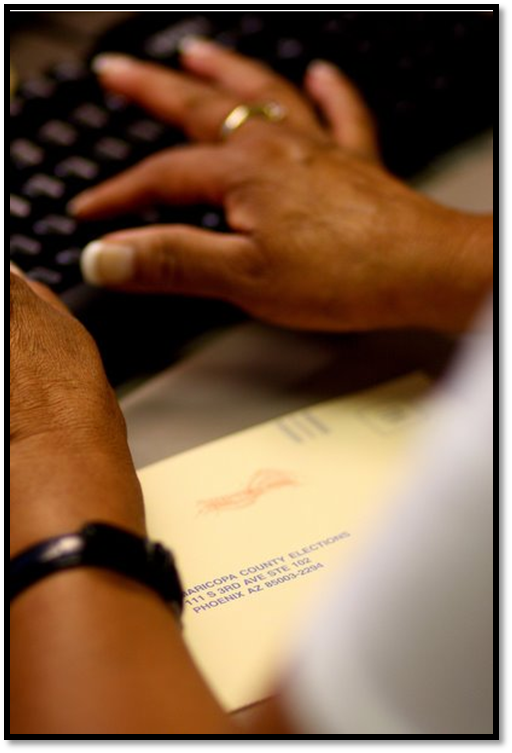 MARICOPA COUNTY ELECTIONS
111 S 3RD AVE STE 102
PHOENIX AZ 85003-2294